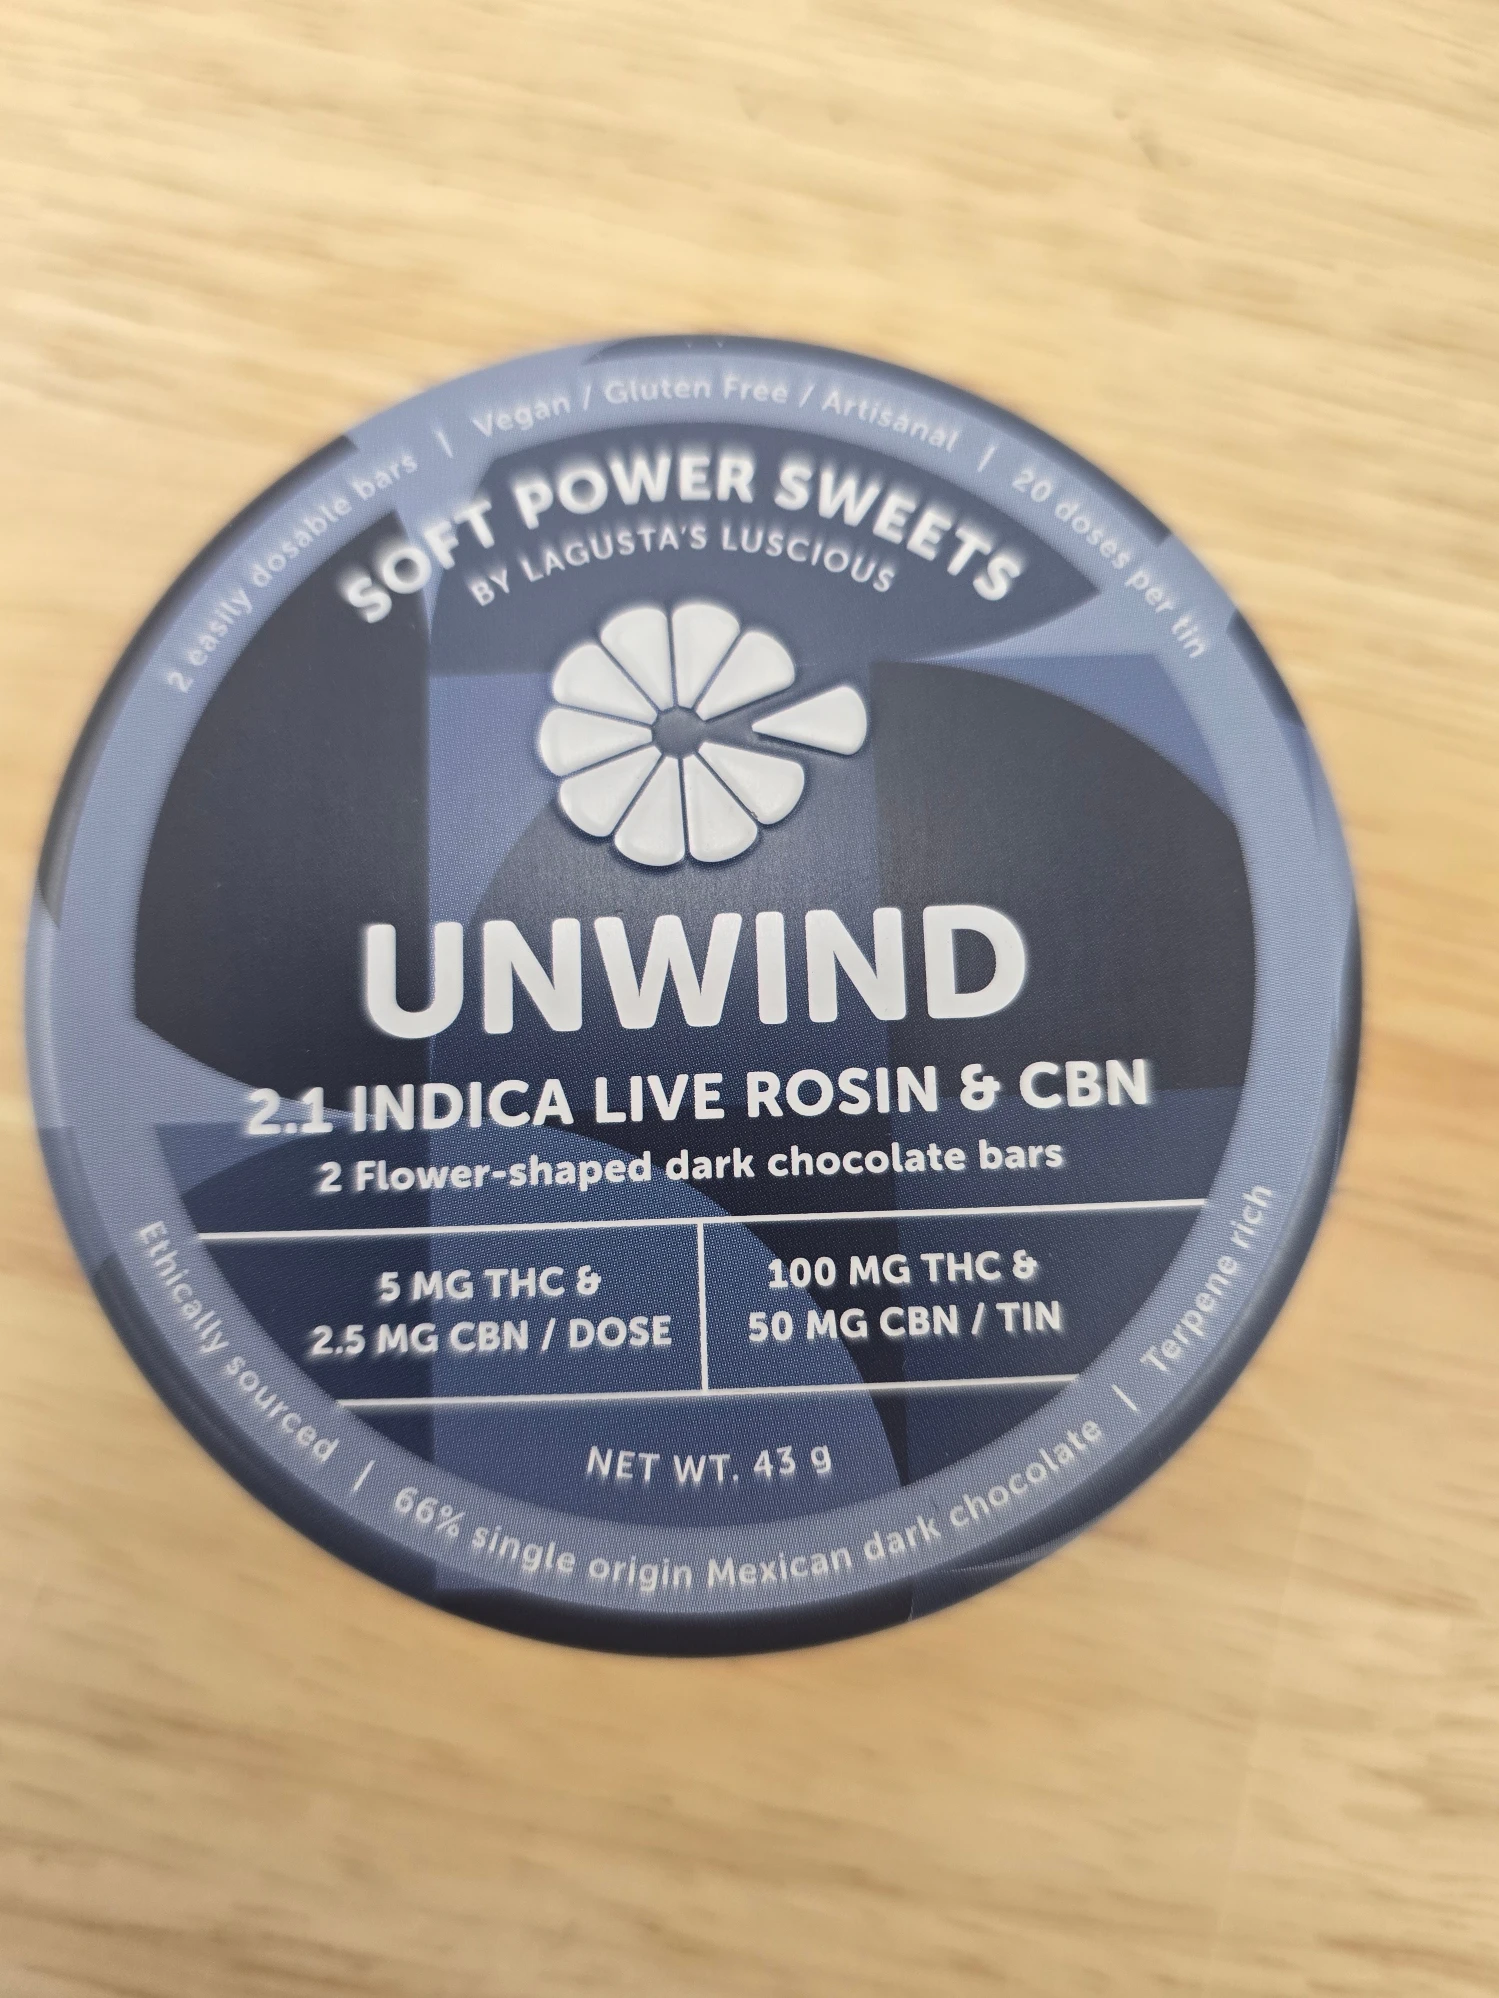 2 easily dosable bars | Vegan / Gluten Free / Artisanal | 20 doses per tin
SOFT POWER SWEETS
BY LAGUSTA'S LUSCIOUS
UNWIND
2.1 INDICA LIVE ROSIN & CBN
2 Flower-shaped dark chocolate bars
5 MG THC &
2.5 MG CBN / DOSE
100 MG THC &
50 MG CBN / TIN
NET WT. 43 g
Ethically sourced | 66% single origin Mexican dark chocolate | Terpene rich